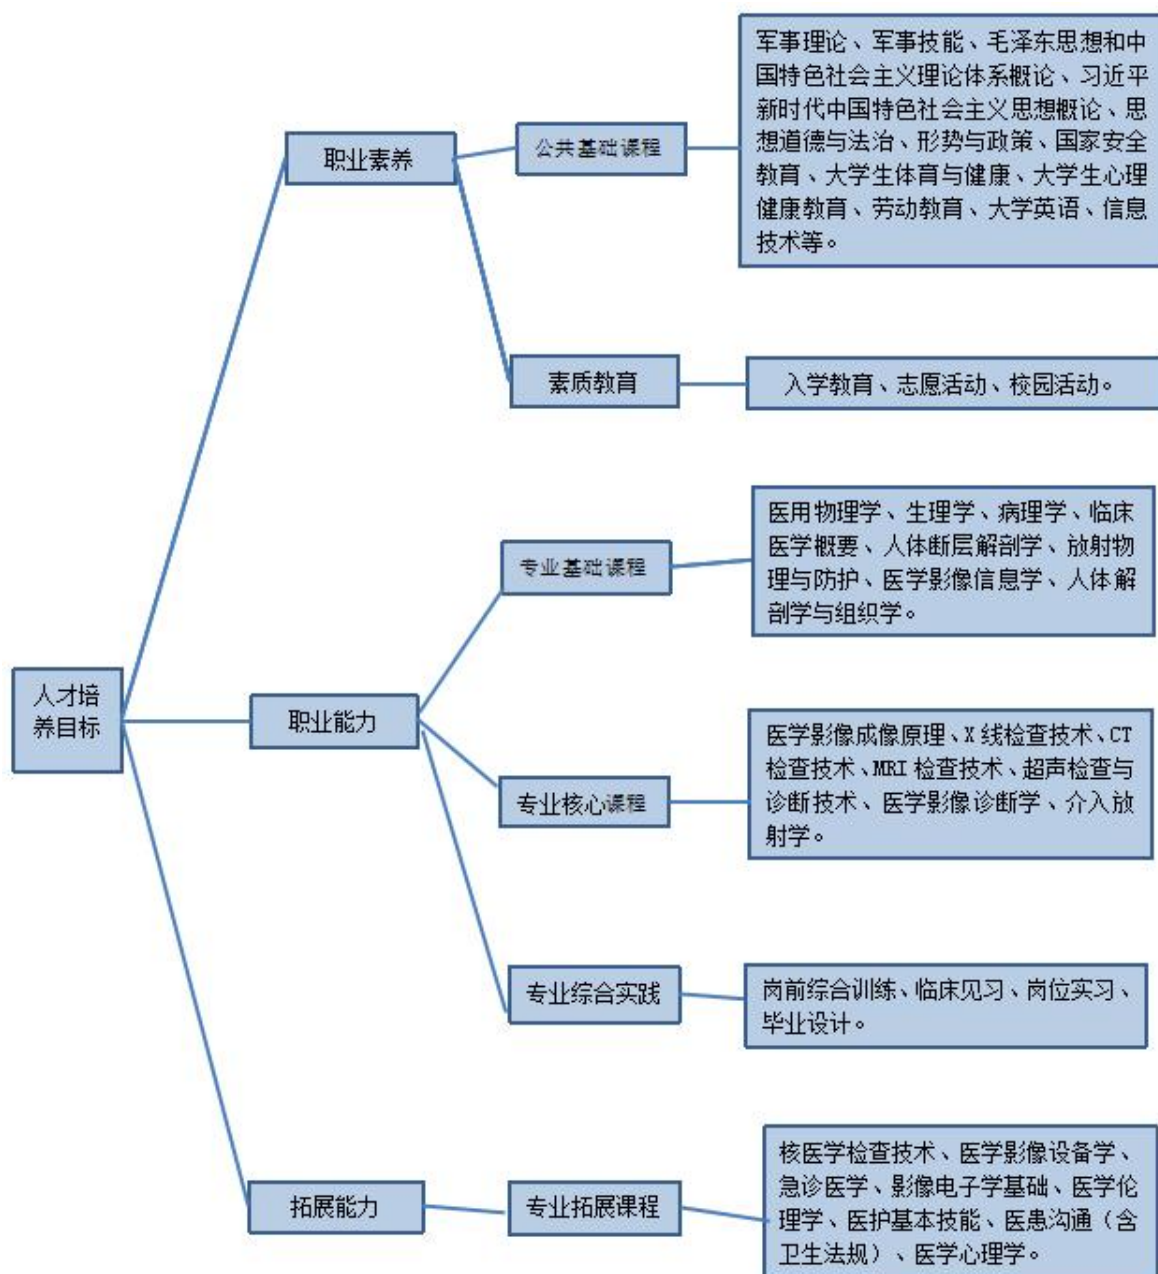 军事理论、军事技能、毛泽东思想和中
国特色社会主义理论体系概论、习近平
新时代中国特色社会主义思想概论、思
想道德与法治、形势与政策、国家安全
教育、大学生体育与健康、大学生心理
健康教育、劳动教育、大学英语、信息
技术等。
职业素养
公共基础课程
素质教育
入学教育、志愿活动、校园活动。
医用物理学、生理学、病理学、临床
医学概要、人体断层解剖学、放射物
理与防护、医学影像信息学、人体解
剖学与组织学。
专业基础课程
人才培
养目标
职业能力
医学影像成像原理、X 线检查技术、CT
检查技术、MRI 检查技术、超声检查与
诊断技术、医学影像诊断学、介入放
射学。
专业核心课程
专业综合实践
岗前综合训练、临床见习、岗位实习、
毕业设计。
拓展能力
专业拓展课程
核医学检查技术、医学影像设备学、
急诊医学、影像电子学基础、医学伦
理学、医护基本技能、医患沟通（含
卫生法规）、医学心理学。